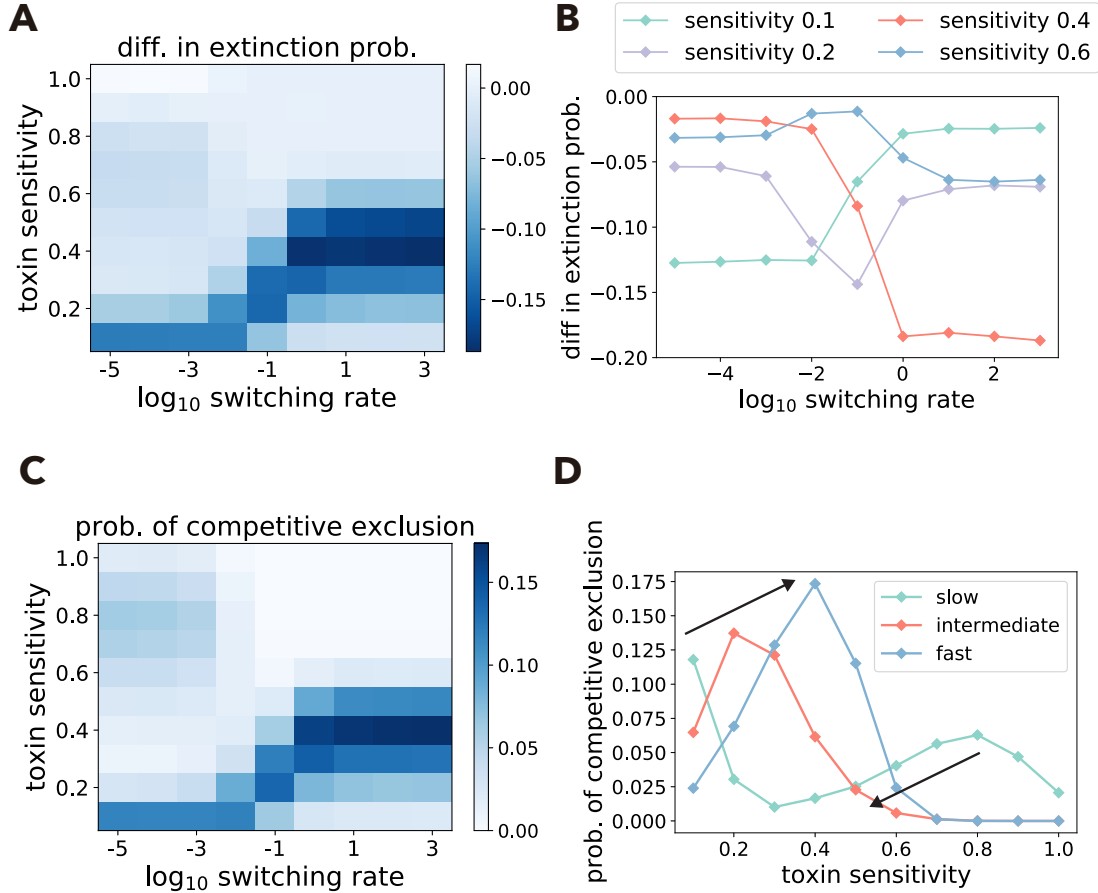 A
diff. in extinction prob.
toxin sensitivity
1.0
0.8
0.6
0.4
0.2
-5
-3
-1
1
3
log10 switching rate
0.00
−0.05
−0.10
−0.15
B
sensitivity 0.1
sensitivity 0.2
sensitivity 0.4
sensitivity 0.6
diff in extinction prob.
0.00
−0.05
−0.10
−0.15
−0.20
−4
−2
0
2
log10 switching rate
C
prob. of competitive exclusion
toxin sensitivity
1.0
0.8
0.6
0.4
0.2
-5
-3
-1
1
3
log10 switching rate
0.15
0.10
0.05
0.00
D
prob. of competitive exclusion
0.175
0.150
0.125
0.100
0.075
0.050
0.025
0.000
slow
intermediate
fast
0.2
0.4
0.6
0.8
1.0
toxin sensitivity